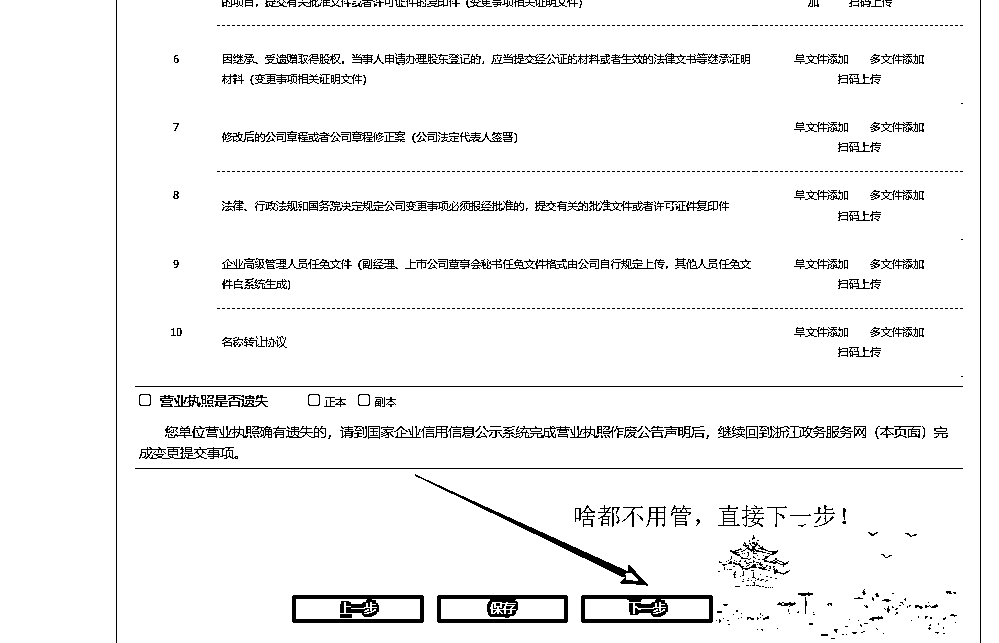 的项目，提交有关批准文件或者许可证件的复印件（变更事项相关证明文件）
加 扫码上传
6 因继承、受遗赠取得股权，当事人申请办理股东登记的，应当提交经公证的材料或者生效的法律文书等继承证明 单文件添加 多文件添加
材料（变更事项相关证明文件） 扫码上传
7 单文件添加 多文件添加
修改后的公司章程或者公司章程修正案（公司法定代表人签署）
扫码上传
8 单文件添加 多文件添加
法律、行政法规和国务院决定规定公司变更事项必须报经批准的，提交有关的批准文件或者许可证件复印件
扫码上传
9 企业高级管理人员任免文件（副经理、上市公司董事会秘书任免文件格式由公司自行规定上传，其他人员任免文 单文件添加 多文件添加
件由系统生成） 扫码上传
10 单文件添加 多文件添加
名称转让协议
扫码上传
营业执照是否遗失 正本 副本
您单位营业执照确有遗失的，请到国家企业信用信息公示系统完成营业执照作废公告声明后，继续回到浙江政务服务网（本页面）完
成变更提交事项。
啥都不用管，直接下一步！
上一步 保存 下一步